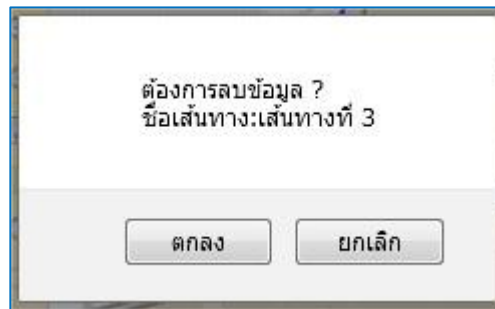 ต้องการลบข้อมูล ?
ชื่อเส้นทาง:เส้นทางที่ 3
ตกลง
ยกเลิก